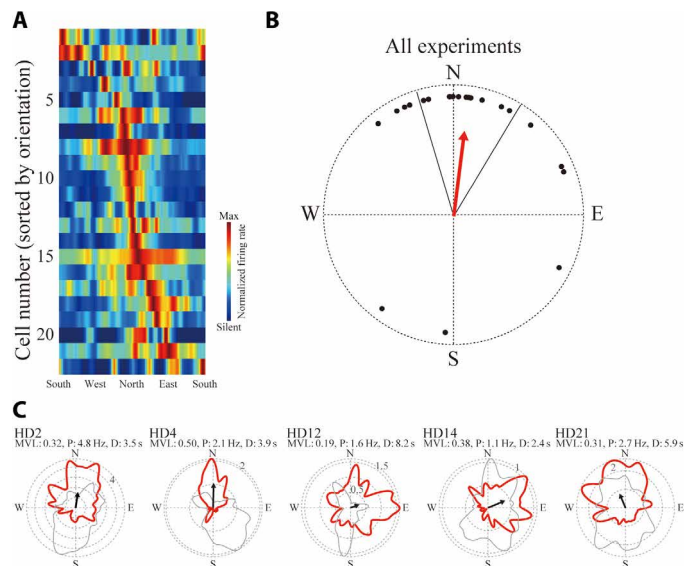 A
Cell number (sorted by orientation)
5
10
15
20
South West North East South
Max
Normalized firing rate
Silent
B
All experiments
N
W
E
S
C
HD2
MVL: 0.32, P: 4.8 Hz, D: 3.5 s
N
4
W
E
S
HD4
MVL: 0.50, P: 2.1 Hz, D: 3.9 s
N
2
W
E
S
HD12
MVL: 0.19, P: 1.6 Hz, D: 8.2 s
N
1.5
0.5
W
E
S
HD14
MVL: 0.38, P: 1.1 Hz, D: 2.4 s
N
1
W
E
S
HD21
MVL: 0.31, P: 2.7 Hz, D: 5.9 s
N
2
W
E
S